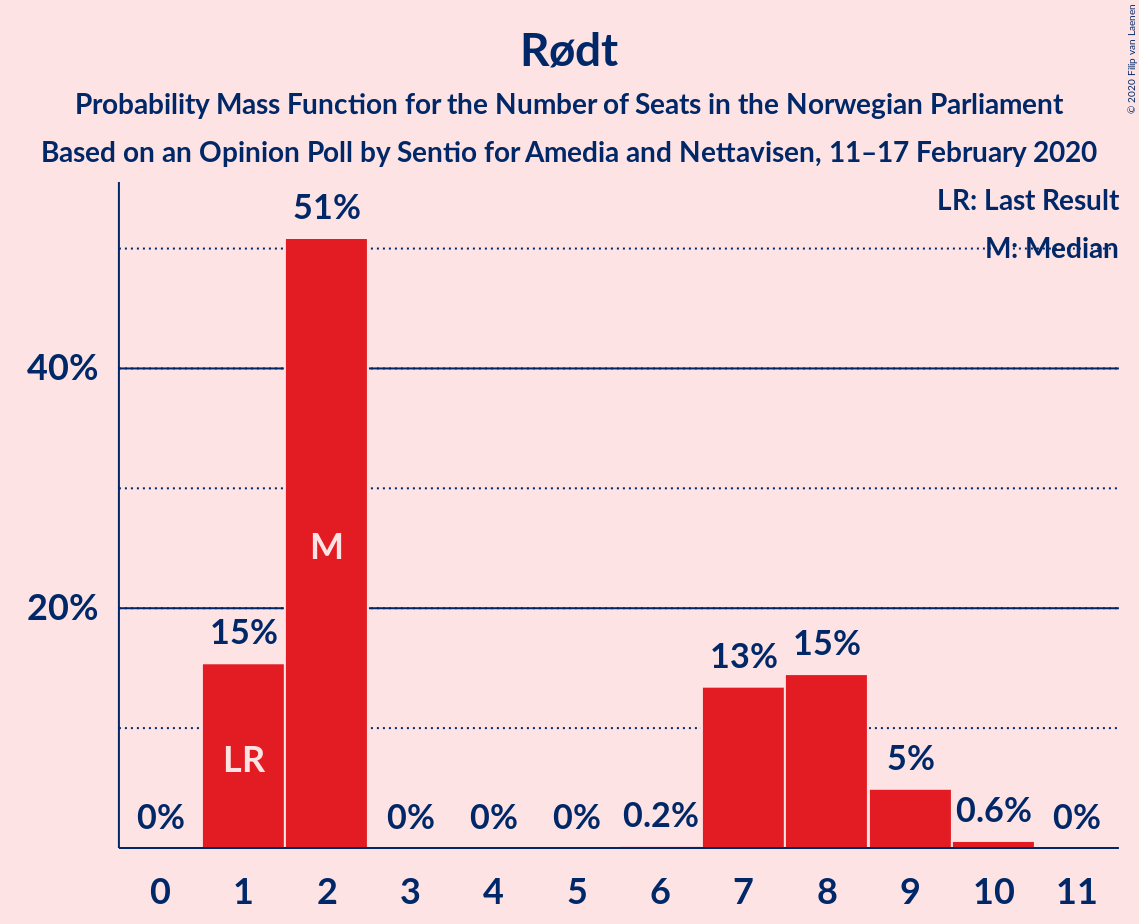 Rødt
Probability Mass Function for the Number of Seats in the Norwegian Parliament
Based on an Opinion Poll by Sentio for Amedia and Nettavisen, 11–17 February 2020
© 2020 Filip van Laenen
LR: Last Result
M: Median
51%
40%
M
20%
15%
13%
15%
LR
5%
0%
0%
0%
0%
0.2%
0.6%
0%
0 1 2 3 4 5 6 7 8 9 10 11